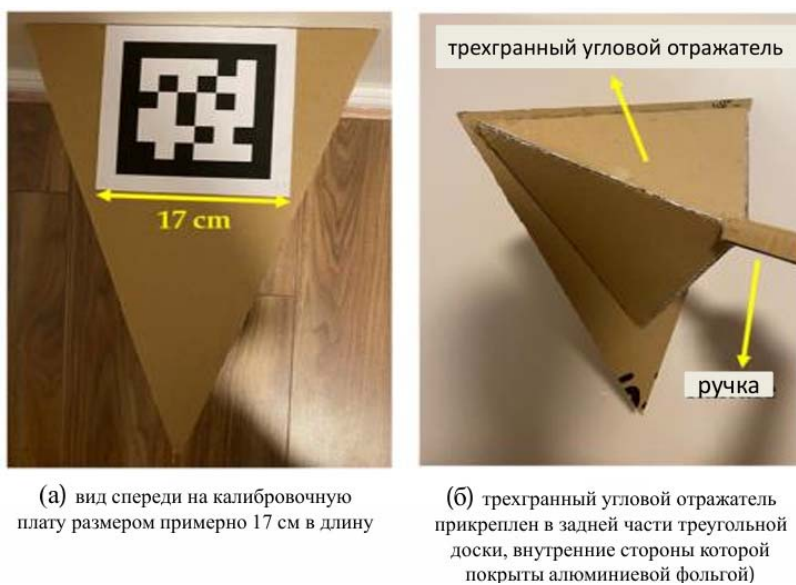 17 cm
трехгранный угловой отражатель
ручка
(а) вид спереди на калибровочную
плату размером примерно 17 см в длину
(б) трехгранный угловой отражатель
прикреплен в задней части треугольной
доски, внутренние стороны которой
покрыты алюминиевой фольгой)